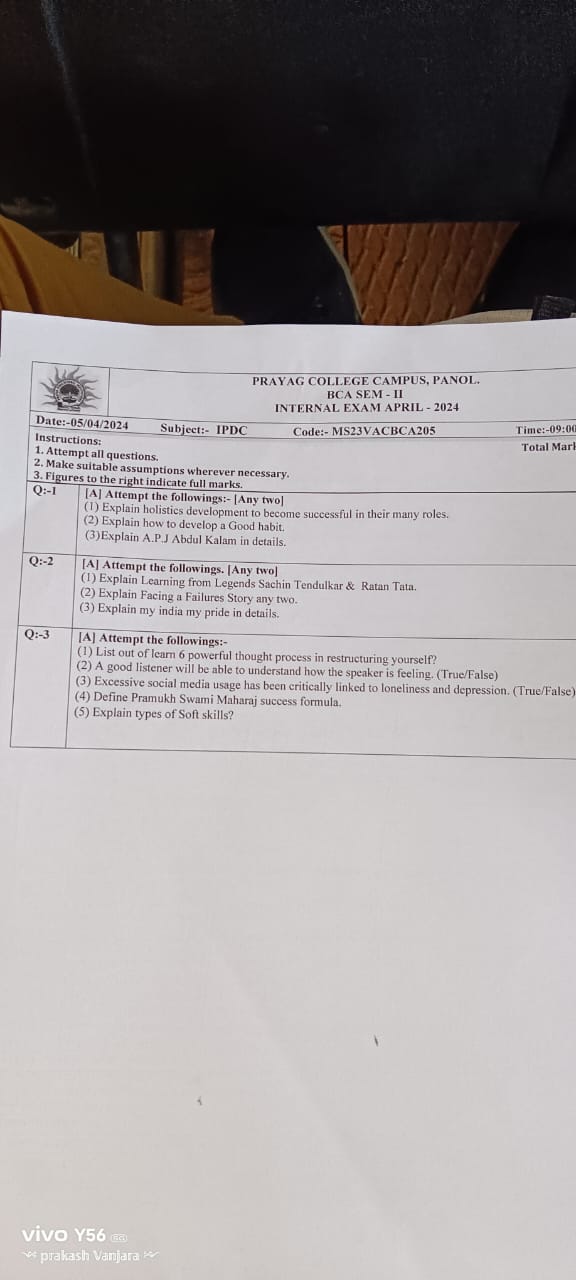 PRAYAG COLLEGE CAMPUS, PANOL.
BCA SEM - II
INTERNAL EXAM APRIL - 2024
Date:-05/04/2024 Subject:- IPDC Code:- MS23VACBCA205 Time:-09:00
Instructions: Total Mar
1. Attempt all questions.
2. Make suitable assumptions wherever necessary.
3. Figures to the right indicate full marks.
Q:-1 [A] Attempt the followings:- [Any two]
(1) Explain holistics development to become successful in their many roles.
(2) Explain how to develop a Good habit.
(3)Explain A.P.J Abdul Kalam in details.
Q:-2 [A] Attempt the followings. [Any two]
(1) Explain Learning from Legends Sachin Tendulkar & Ratan Tata.
(2) Explain Facing a Failures Story any two.
(3) Explain my india my pride in details.
Q:-3 [A] Attempt the followings:-
(1) List out of learn 6 powerful thought process in restructuring yourself?
(2) A good listener will be able to understand how the speaker is feeling. (True/False)
(3) Excessive social media usage has been critically linked to loneliness and depression. (True/False)
(4) Define Pramukh Swami Maharaj success formula.
(5) Explain types of Soft skills?
vivo Y56 5G
prakash Vanjara